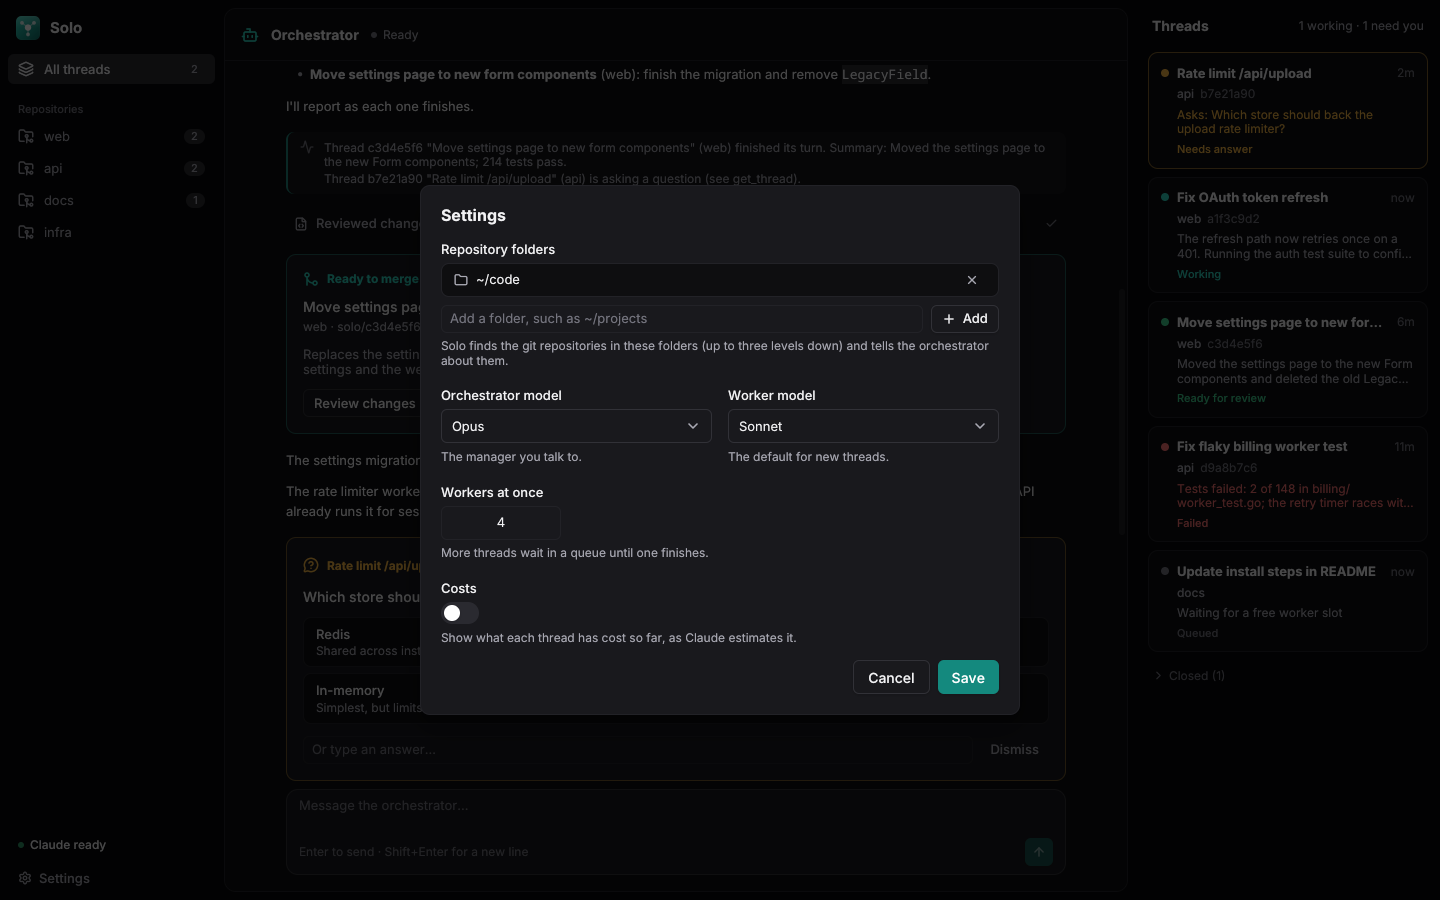 Solo
All threads 2
Repositories
web 2
api 2
docs 1
infra
Claude ready
Settings
Orchestrator Ready
• Move settings page to new form components (web): finish the migration and remove LegacyField.
I'll report as each one finishes.
Thread c3d4e5f6 "Move settings page to new form components" (web) finished its turn. Summary: Moved the settings page to
the new Form components; 214 tests pass.
Thread b7e21a90 "Rate limit /api/upload" (api) is asking a question (see get_thread).
Reviewed chang
Ready to merge
Move settings pag
web · solo/c3d4e5f6
Replaces the settin
settings and the we
Review changes
The settings migration
The rate limiter worke
API
already runs it for ses
Rate limit /api/u
Which store shou
Redis
Shared across inst
In-memory
Simplest, but limits
Or type an answer...
Dismiss
Message the orchestrator...
Enter to send · Shift+Enter for a new line
Settings
Repository folders
~/code
Add a folder, such as ~/projects
Add
Solo finds the git repositories in these folders (up to three levels down) and tells the orchestrator
about them.
Orchestrator model
Worker model
Opus
Sonnet
The manager you talk to.
The default for new threads.
Workers at once
4
More threads wait in a queue until one finishes.
Costs
Show what each thread has cost so far, as Claude estimates it.
Cancel
Save
Threads 1 working · 1 need you
Rate limit /api/upload 2m
api b7e21a90
Asks: Which store should back the
upload rate limiter?
Needs answer
Fix OAuth token refresh now
web a1f3c9d2
The refresh path now retries once on a
401. Running the auth test suite to confi...
Working
Move settings page to new for... 6m
web c3d4e5f6
Moved the settings page to the new Form
components and deleted the old Legac...
Ready for review
Fix flaky billing worker test 11m
api d9a8b7c6
Tests failed: 2 of 148 in billing/
worker_test.go; the retry timer races wit...
Failed
Update install steps in README now
docs
Waiting for a free worker slot
Queued
Closed (1)